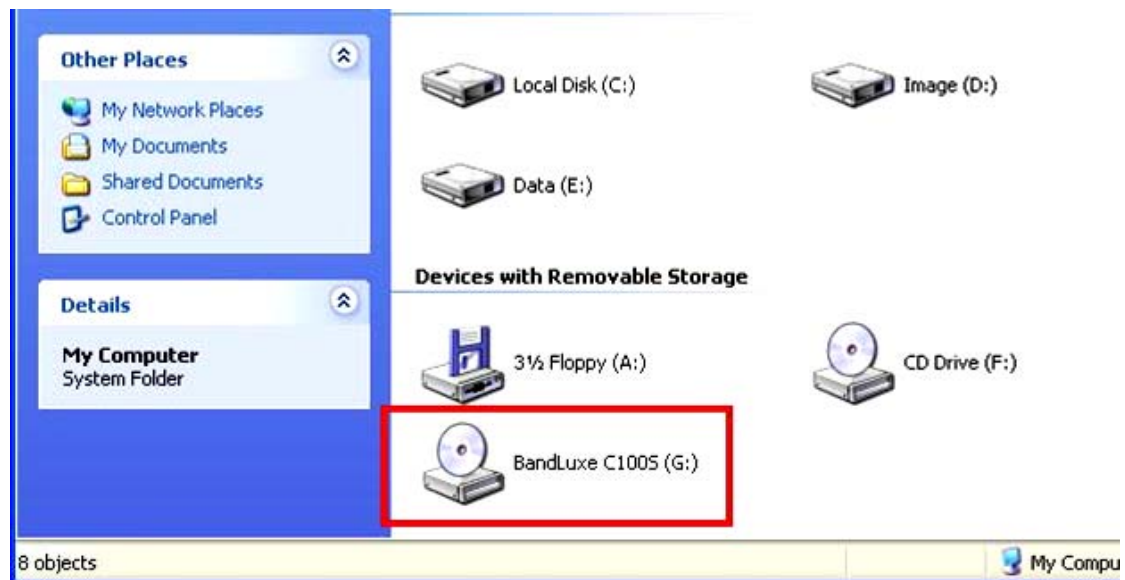 Other Places
My Network Places
My Documents
Shared Documents
Control Panel
Details
My Computer
System Folder
Local Disk (C:)
Image (D:)
Data (E:)
Devices with Removable Storage
3½ Floppy (A:)
CD Drive (F:)
BandLuxe C100S (G:)
8 objects
My Compu